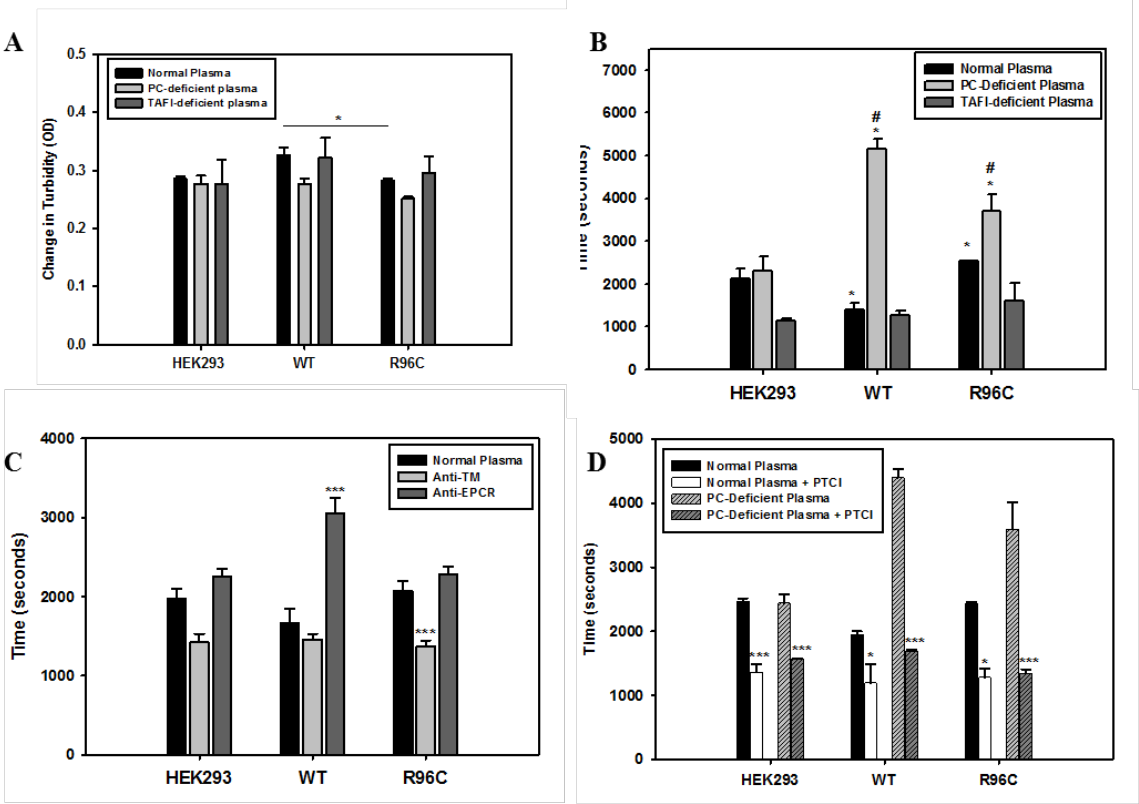 A
Change in Turbidity (OD)
0.5
0.4
0.3
0.2
0.1
0.0
Normal Plasma
PC-deficient plasma
TAFI-deficient plasma
*
HEK293 WT R96C
B
Time (seconds)
7000
6000
5000
4000
3000
2000
1000
0
Normal Plasma
PC-Deficient Plasma
TAFI-deficient Plasma
#
*
#
*
*
*
HEK293 WT R96C
C
Time (seconds)
4000
3000
2000
1000
0
Normal Plasma
Anti-TM
Anti-EPCR
***
***
HEK293 WT R96C
D
Time (seconds)
5000
4000
3000
2000
1000
0
Normal Plasma
Normal Plasma + PTCI
PC-Deficient Plasma
PC-Deficient Plasma + PTCI
*** *** * *** * ***
HEK293 WT R96C